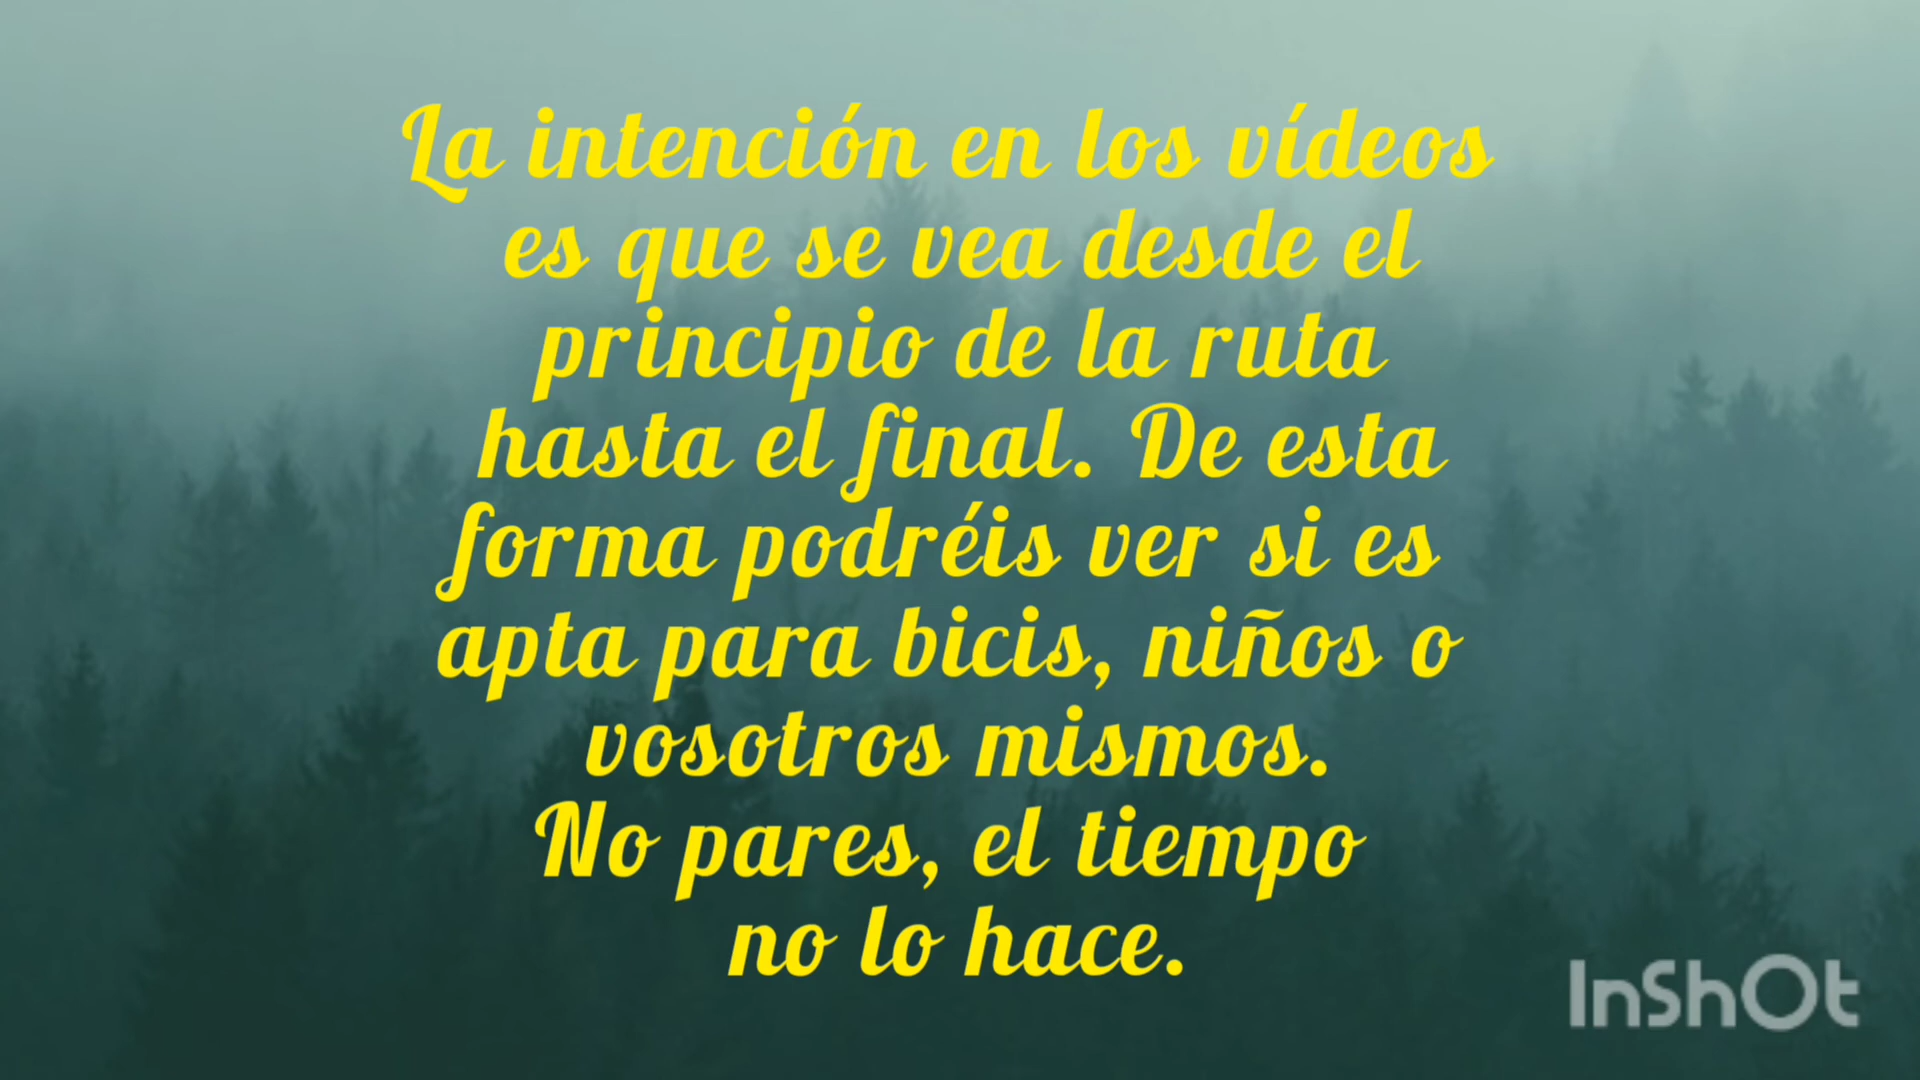 La intención en los vídeos
es que se vea desde el
principio de la ruta
hasta el final. De esta
forma podréis ver si es
apta para bicis, niños o
vosotros mismos.
No pares, el tiempo
no lo hace.
InShOt